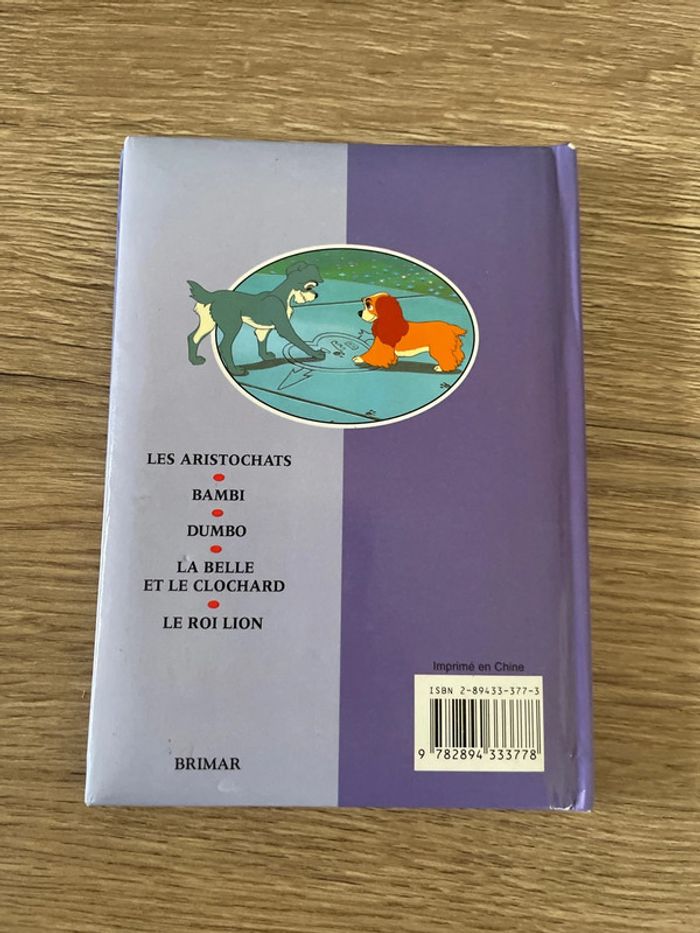 LES ARISTOCHATS
BAMBI
DUMBO
LA BELLE
ET LE CLOCHARD
LE ROI LION
BRIMAR
Imprimé en Chine
ISBN 2-89433-377-3
9 782894 333778